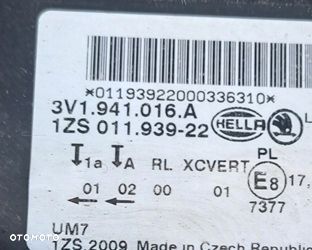 *01193922000336310*
3V1.941.016.A
1ZS 011.939-22 HELLA L
1a A RL XCVERT PL
01 02 00 01 E8 17,
7377
UM7
1ZS 2009 Made in Czech Republic
OTOMOTO